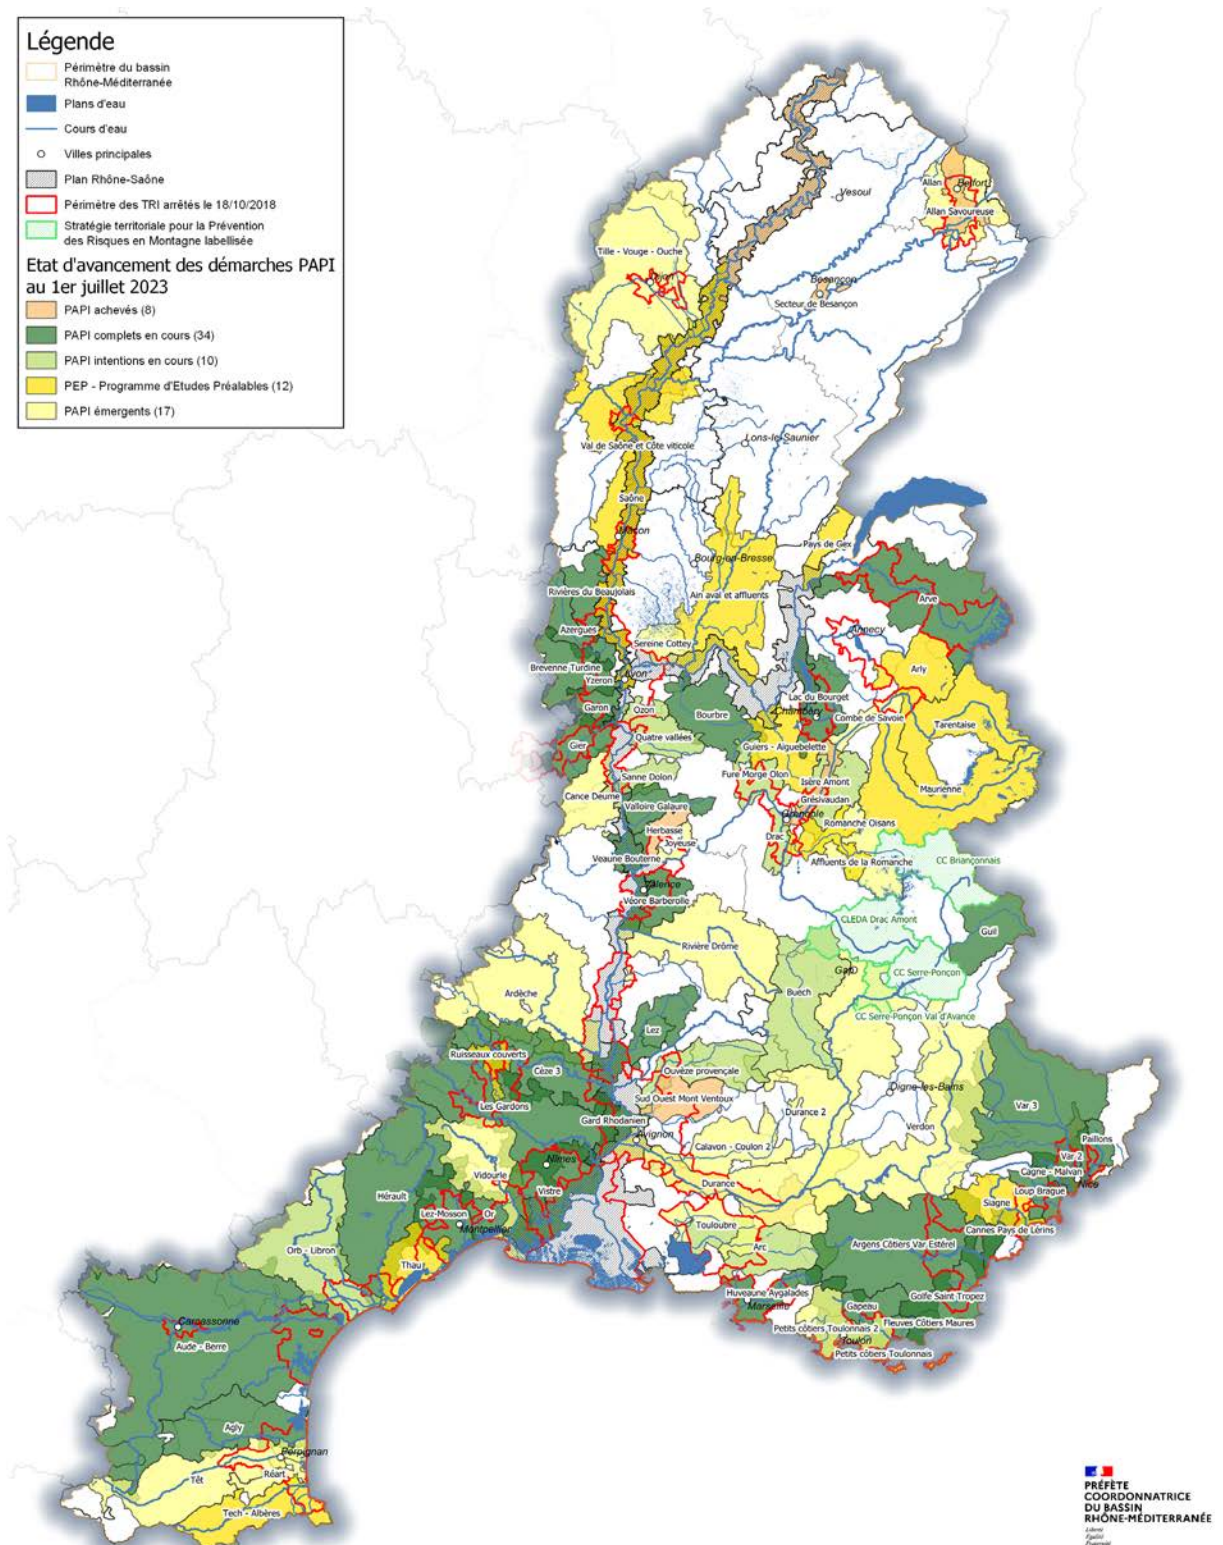 Légende
Périmètre du bassin
Rhône-Méditerranée
Plans d'eau
Cours d'eau
Villes principales
Plan Rhône-Saône
Périmètre des TRI arrêtés le 18/10/2018
Stratégie territoriale pour la Prévention
des Risques en Montagne labellisée
Etat d'avancement des démarches PAPI
au 1er juillet 2023
PAPI achevés (8)
PAPI complets en cours (34)
PAPI intentions en cours (10)
PEP - Programme d'Etudes Préalables (12)
PAPI émergents (17)
Vesoul
Allan
Belfort
Allan Savoureuse
Tille - Vouge - Ouche
Dijon
Besançon
Secteur de Besançon
Lons-le-Saunier
Val de Saône et Côte viticole
Saône
Mâcon
Pays de Gex
Bourg-en-Bresse
Rivières du Beaujolais
Ain aval et affluents
Arve
Azergues
Annecy
Sereine Cottey
Brevenne Turdine
Arly
Yzeron
Lyon
Lac du Bourget
Garon
Ozon
Bourbre
Chambéry
Combe de Savoie
Tarentaise
Gier
Quatre vallées
Guiers - Aiguebelette
Sanne Dolon
Fure Morge Olon
Isère Amont
Maurienne
Cance Deume
Grésivaudan
Valloire Galaure
Grenoble
Romanche Oisans
Herbasse
Drac
Joyeuse
Veaune Bouterne
Affluents de la Romanche
CC Briançonnais
Valence
Véore Barberolle
CLEDA Drac Amont
Guil
Rivière Drôme
Gap
CC Serre-Ponçon
Ardèche
Buëch
CC Serre-Ponçon Val d'Avance
Lez
Ruisseaux couverts
Cèze 3
Ouvèze provençale
Digne-les-Bains
Sud Ouest Mont Ventoux
Les Gardons
Durance 2
Var 3
Gard Rhodanien
Verdon
Avignon
Paillons
Calavon - Coulon 2
Var 2
Nîmes
Vidourle
Cagne - Malvan
Durance
Nice
Hérault
Vistre
Siagne
Loup Brague
Lez-Mosson
Or
Montpellier
Touloubre
Cannes Pays de Lérins
Orb - Libron
Arc
Argens Côtiers Var Estérel
Thau
Huveaune Aygalades
Marseille
Golfe Saint Tropez
Gapeau
Carcassonne
Fleuves Côtiers Maures
Petits côtiers Toulonnais 2
Aude - Berre
Toulon
Petits côtiers Toulonnais
Agly
Perpignan
Réart
Têt
Tech - Albères
PRÉFÈTE
COORDONNATRICE
DU BASSIN
RHÔNE-MÉDITERRANÉE
Liberté
Égalité
Fraternité